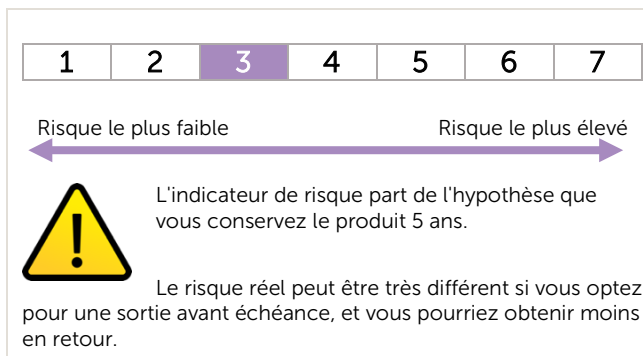 1 2 3 4 5 6 7
Risque le plus faible Risque le plus élevé
L'indicateur de risque part de l'hypothèse que
vous conservez le produit 5 ans.
Le risque réel peut être très différent si vous optez
pour une sortie avant échéance, et vous pourriez obtenir moins
en retour.